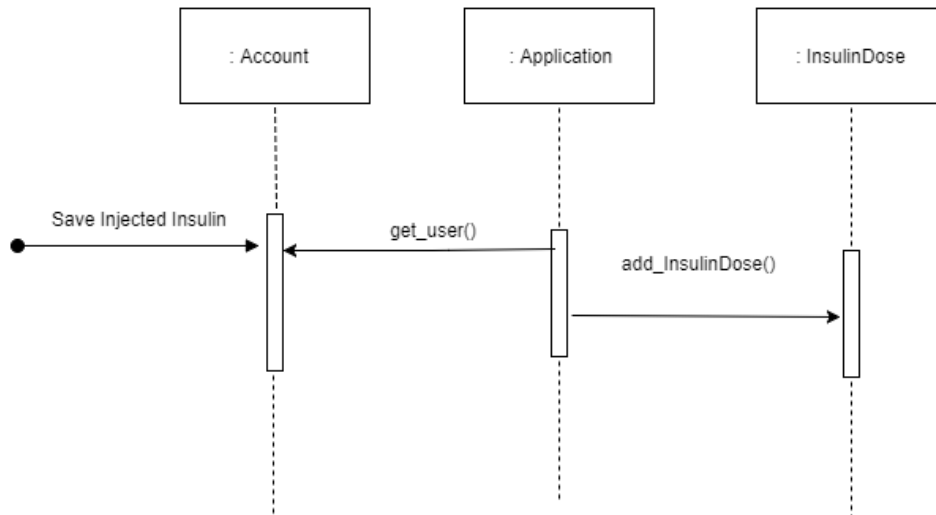 : Account
: Application
: InsulinDose
Save Injected Insulin
get_user()
add_InsulinDose()